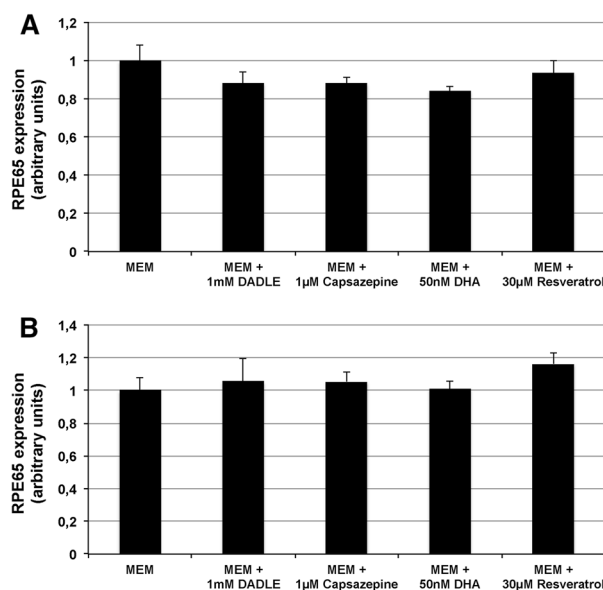 A
1,2
1
0,8
0,6
0,4
0,2
0
RPE65 expression
(arbitrary units)
MEM
MEM +
1mM DADLE
MEM +
1µM Capsazepine
MEM +
50nM DHA
MEM +
30µM Resveratrol
B
1,4
1,2
1
0,8
0,6
0,4
0,2
0
RPE65 expression
(arbitrary units)
MEM
MEM +
1mM DADLE
MEM +
1µM Capsazepine
MEM +
50nM DHA
MEM +
30µM Resveratrol